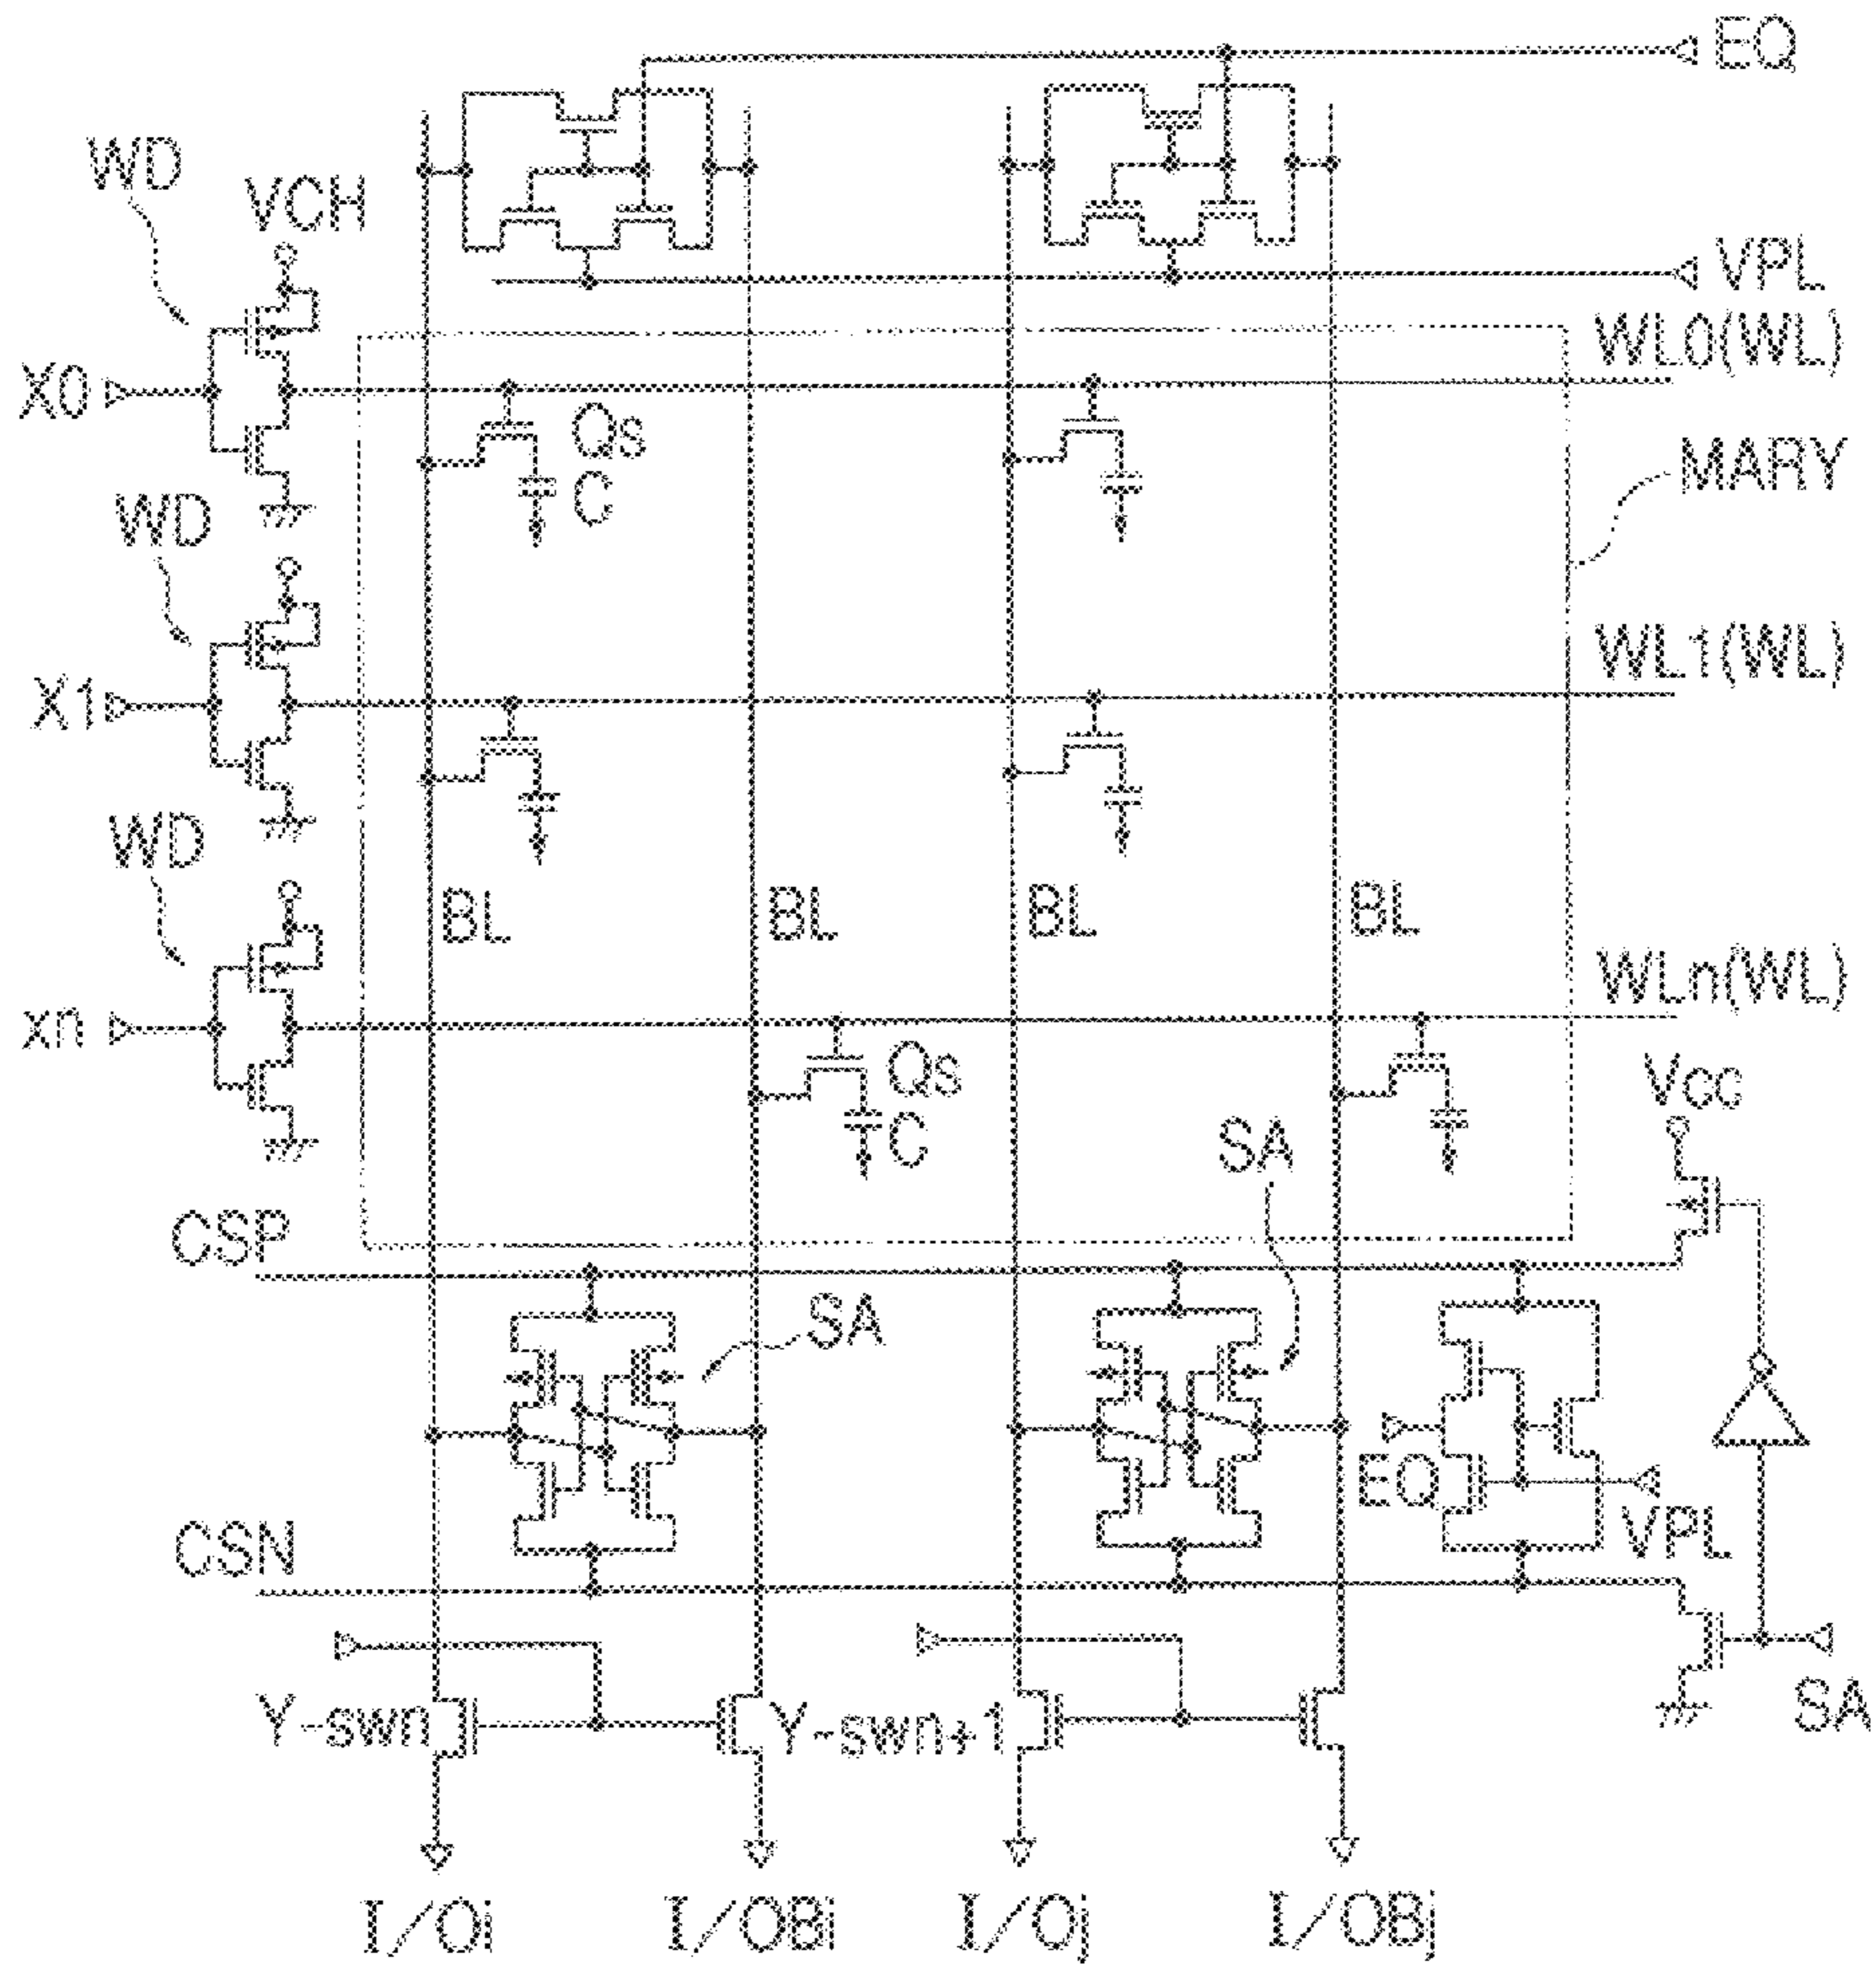 EQ
WD
VCH
VPL
WL0(WL)
X0
Qs
MARY
C
WD
WL1(WL)
X1
WD
BL
BL
BL
BL
WLn(WL)
xn
Qs
VCC
C
SA
CSP
SA
EQ
VPL
CSN
Y-swn
Y-swn+1
SA
I/Oi
I/OBi
I/Oj
I/OBj